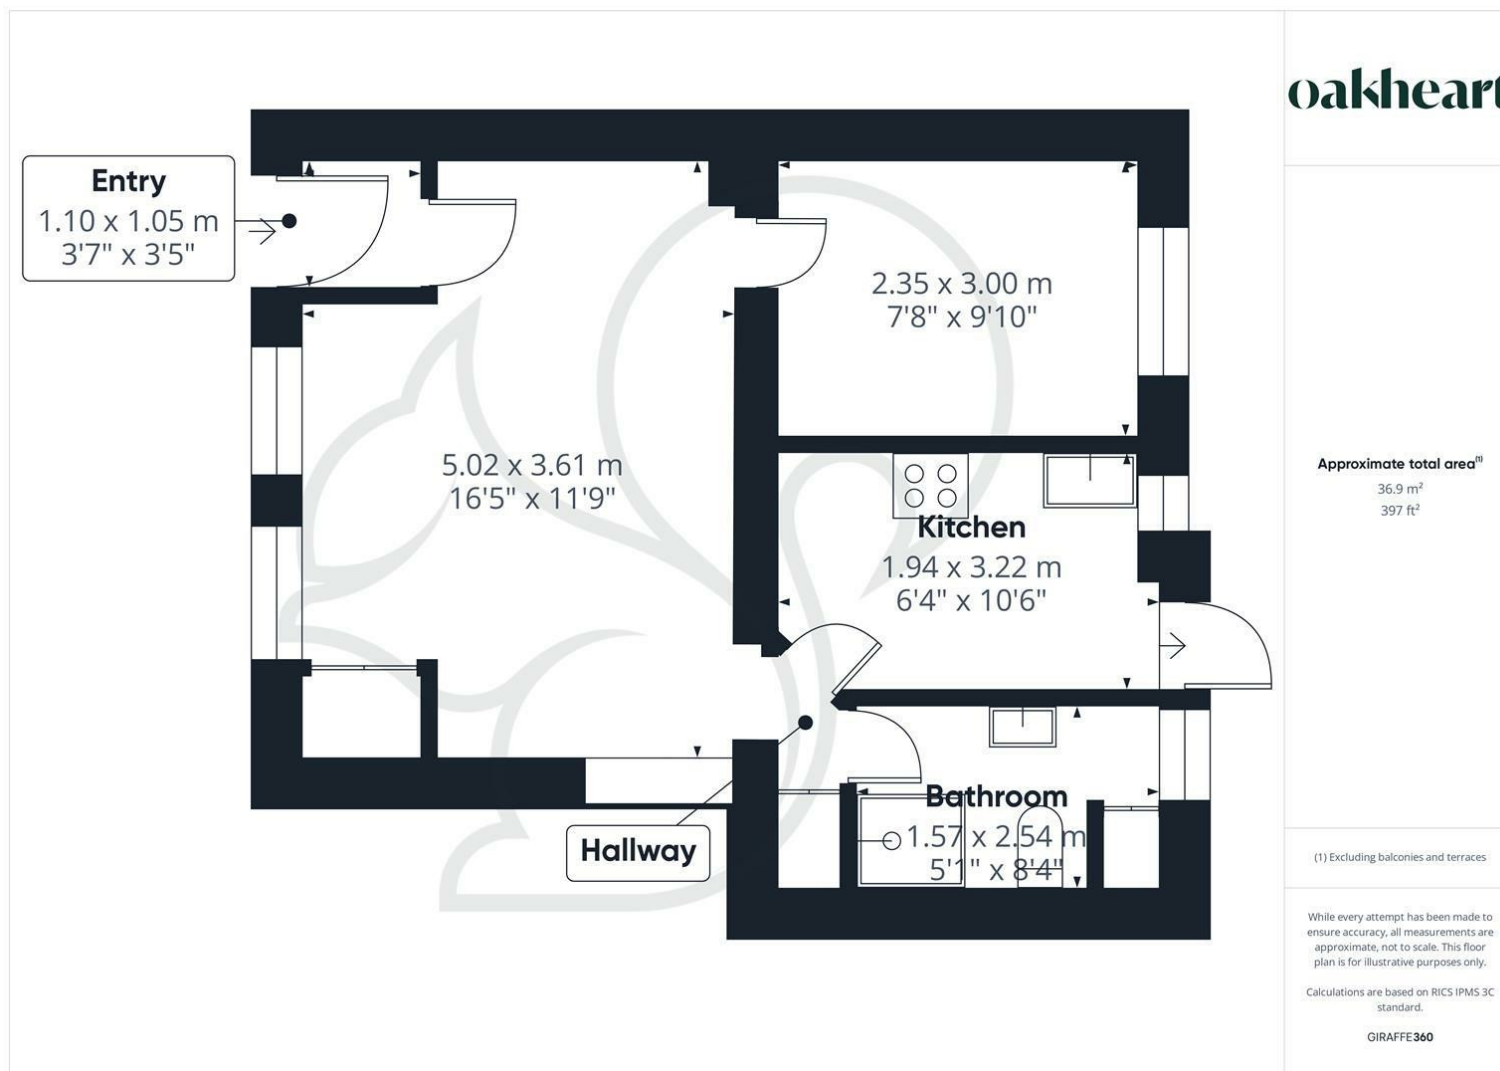 oakheart
Entry
1.10 x 1.05 m
3'7" x 3'5"
2.35 x 3.00 m
7'8" x 9'10"
5.02 x 3.61 m
16'5" x 11'9"
Kitchen
1.94 x 3.22 m
6'4" x 10'6"
Hallway
Bathroom
1.57 x 2.54 m
5'1" x 8'4"
Approximate total area(1)
36.9 m²
397 ft²
(1) Excluding balconies and terraces
While every attempt has been made to
ensure accuracy, all measurements are
approximate, not to scale. This floor
plan is for illustrative purposes only.
Calculations are based on RICS IPMS 3C
standard.
GIRAFFE360